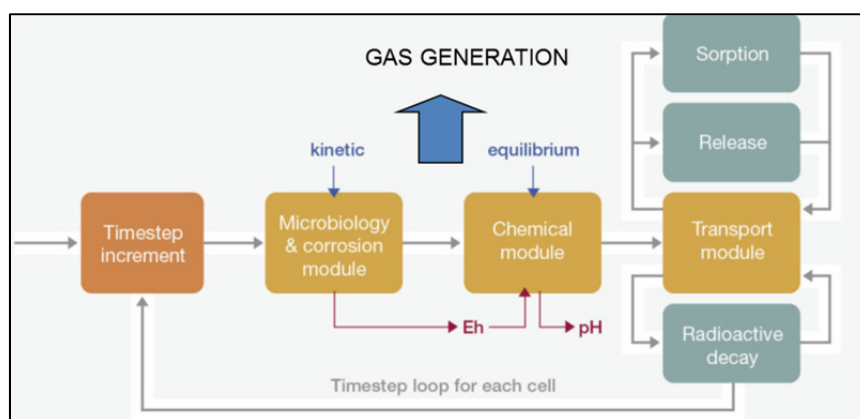 GAS GENERATION
Sorption
Release
kinetic
equilibrium
Timestep
increment
Microbiology
& corrosion
module
Chemical
module
Transport
module
Eh
pH
Radioactive
decay
Timestep loop for each cell